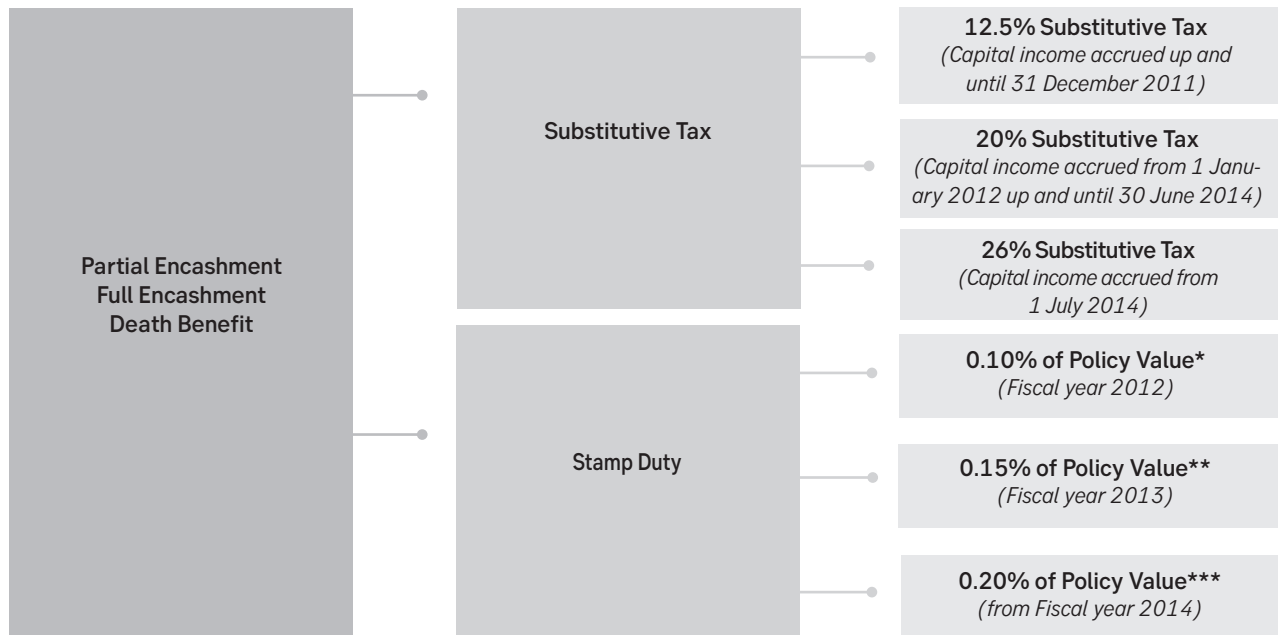 Partial Encashment
Full Encashment
Death Benefit
Substitutive Tax
12.5% Substitutive Tax
(Capital income accrued up and
until 31 December 2011)
20% Substitutive Tax
(Capital income accrued from 1 Janu-
ary 2012 up and until 30 June 2014)
26% Substitutive Tax
(Capital income accrued from
1 July 2014)
Stamp Duty
0.10% of Policy Value*
(Fiscal year 2012)
0.15% of Policy Value**
(Fiscal year 2013)
0.20% of Policy Value***
(from Fiscal year 2014)